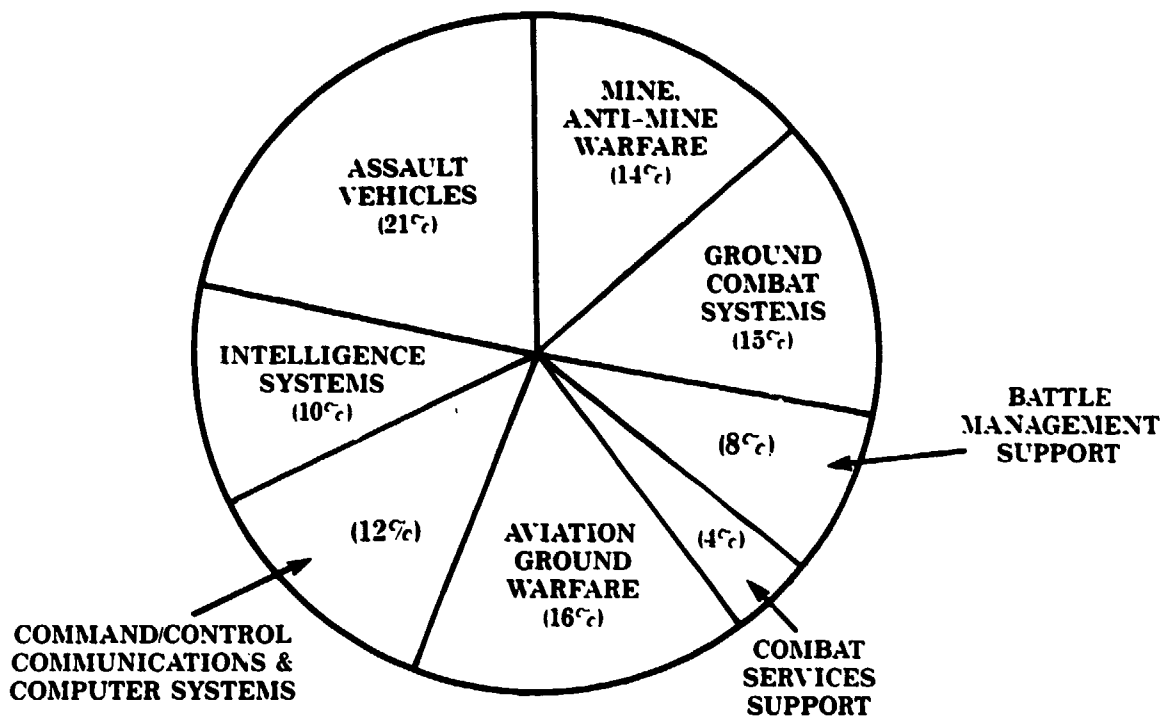 MINE,
ANTI-MINE
WARFARE
(14%)
GROUND
COMBAT
SYSTEMS
(15%)
BATTLE
MANAGEMENT
SUPPORT
(8%)
COMBAT
SERVICES
SUPPORT
(4%)
AVIATION
GROUND
WARFARE
(16%)
(12%)
COMMAND/CONTROL
COMMUNICATIONS &
COMPUTER SYSTEMS
INTELLIGENCE
SYSTEMS
(10%)
ASSAULT
VEHICLES
(21%)